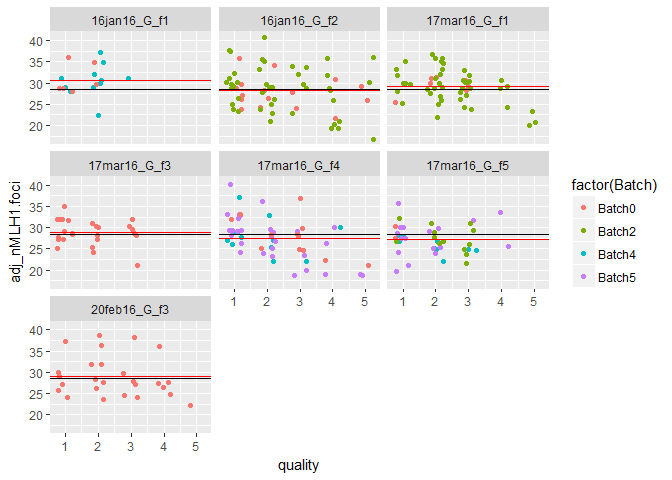 16jan16_G_f1 16jan16_G_f2 17mar16_G_f1
40
35
30
25
20
17mar16_G_f3 17mar16_G_f4 17mar16_G_f5
40
35
30
25
20
20feb16_G_f3
40
35
30
25
20
1 2 3 4 5 1 2 3 4 5
1 2 3 4 5
adj_nMLH1.foci
quality
factor(Batch)
Batch0
Batch2
Batch4
Batch5